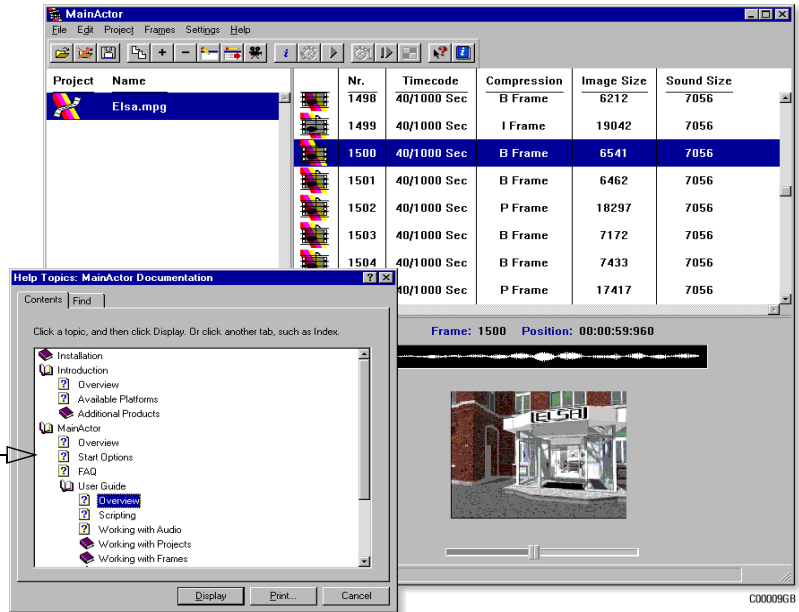 MainActor
File Edit Project Frames Settings Help
Project Name
Elsa.mpg
Nr. Timecode Compression Image Size Sound Size
1498 40/1000 Sec B Frame 6212 7056
1499 40/1000 Sec I Frame 19042 7056
1500 40/1000 Sec B Frame 6541 7056
1501 40/1000 Sec B Frame 6462 7056
1502 40/1000 Sec P Frame 18297 7056
1503 40/1000 Sec B Frame 7172 7056
1504 40/1000 Sec B Frame 7433 7056
40/1000 Sec P Frame 17417 7056
Frame: 1500 Position: 00:00:59:960
ELSA
Help Topics: MainActor Documentation
Contents Find
Click a topic, and then click Display. Or click another tab, such as Index.
Installation
Introduction
Overview
Available Platforms
Additional Products
MainActor
Overview
Start Options
FAQ
User Guide
Overview
Scripting
Working with Audio
Working with Projects
Working with Frames
Display Print... Cancel
C00009GB